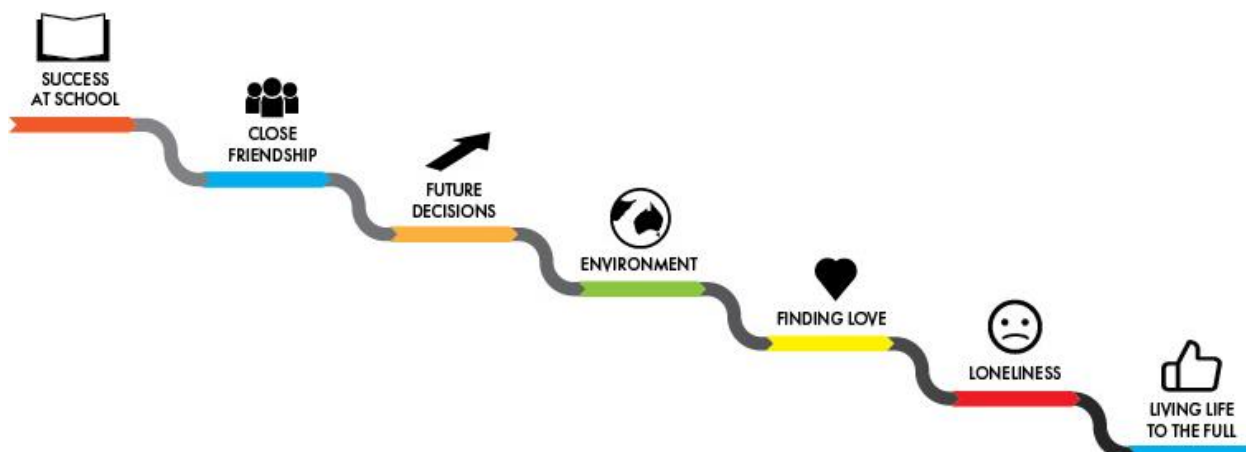 SUCCESS
AT SCHOOL
CLOSE
FRIENDSHIP
FUTURE
DECISIONS
ENVIRONMENT
FINDING LOVE
LONELINESS
LIVING LIFE
TO THE FULL